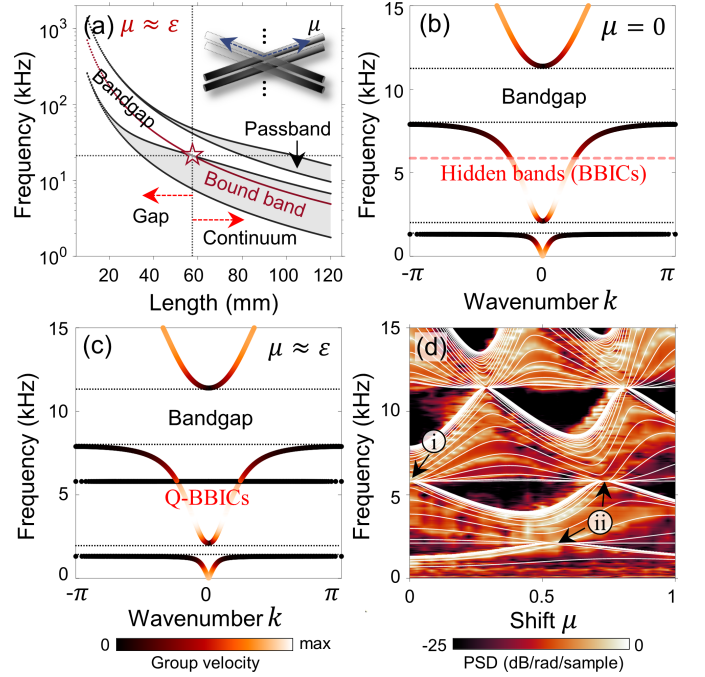 (a) μ ≈ ε
μ
Bandgap
Passband
Bound band
Gap
Continuum
Frequency (kHz)
10³
10²
10¹
10⁰
20 40 60 80 100 120
Length (mm)
(b) μ = 0
Bandgap
Hidden bands (BBICs)
Frequency (kHz)
15
10
5
0
-π 0 π
Wavenumber k
(c) μ ≈ ε
Bandgap
Q-BBICs
Frequency (kHz)
15
10
5
0
-π 0 π
Wavenumber k
0 max
Group velocity
(d)
i
ii
Frequency (kHz)
15
10
5
0
0 0.5 1
Shift μ
-25 0
PSD (dB/rad/sample)